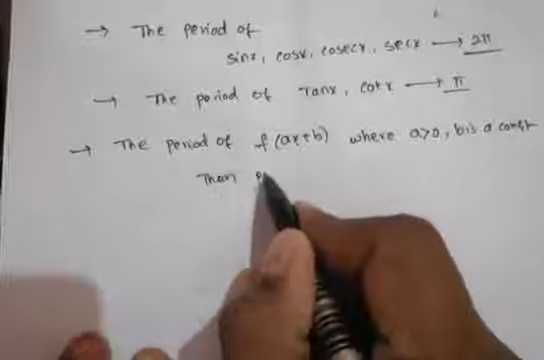 → The period of
sinx, cosx, cosecx, secx → 2π
→ The period of Tanx, cotx → π
→ The period of f(ax+b) where a>0, b is a const
Then P